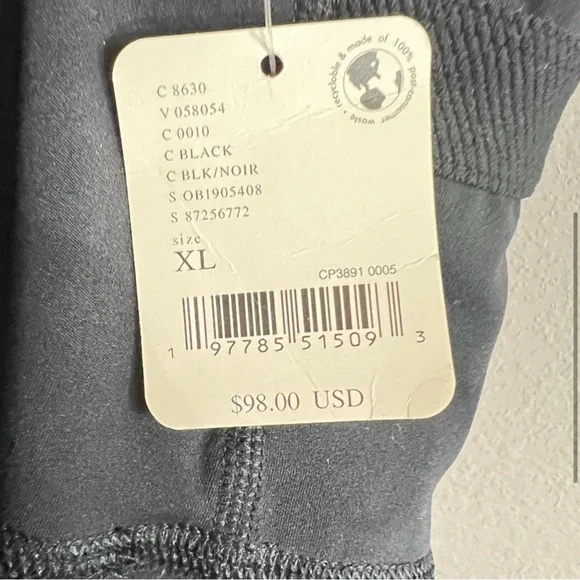 recyclable & made of 100% post-consumer waste •
C 8630
V 058054
C 0010
C BLACK
C BLK/NOIR
S OB1905408
S 87256772
size
XL
CP3891 0005
1 97785 51509 3
$98.00 USD